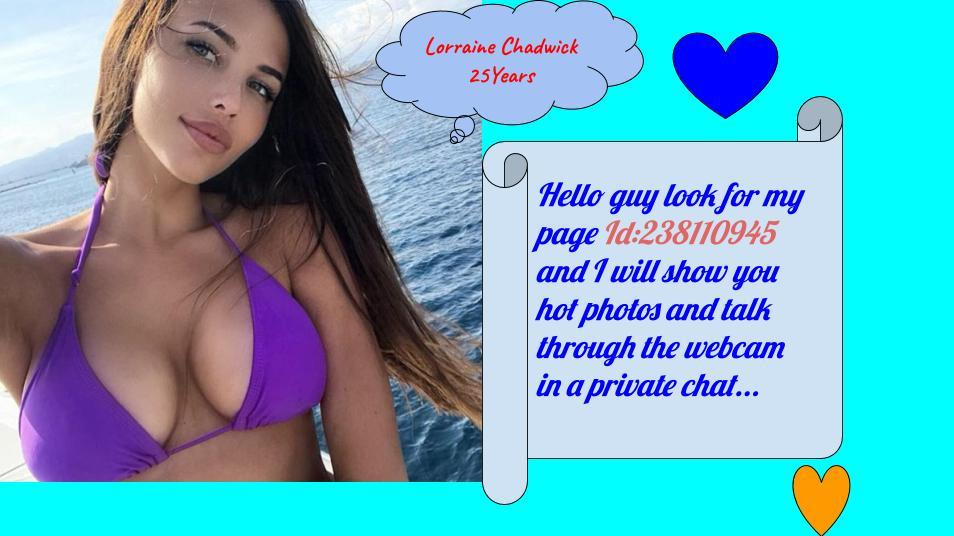 Lorraine Chadwick
25Years
Hello guy look for my
page Id:238110945
and I will show you
hot photos and talk
through the webcam
in a private chat...